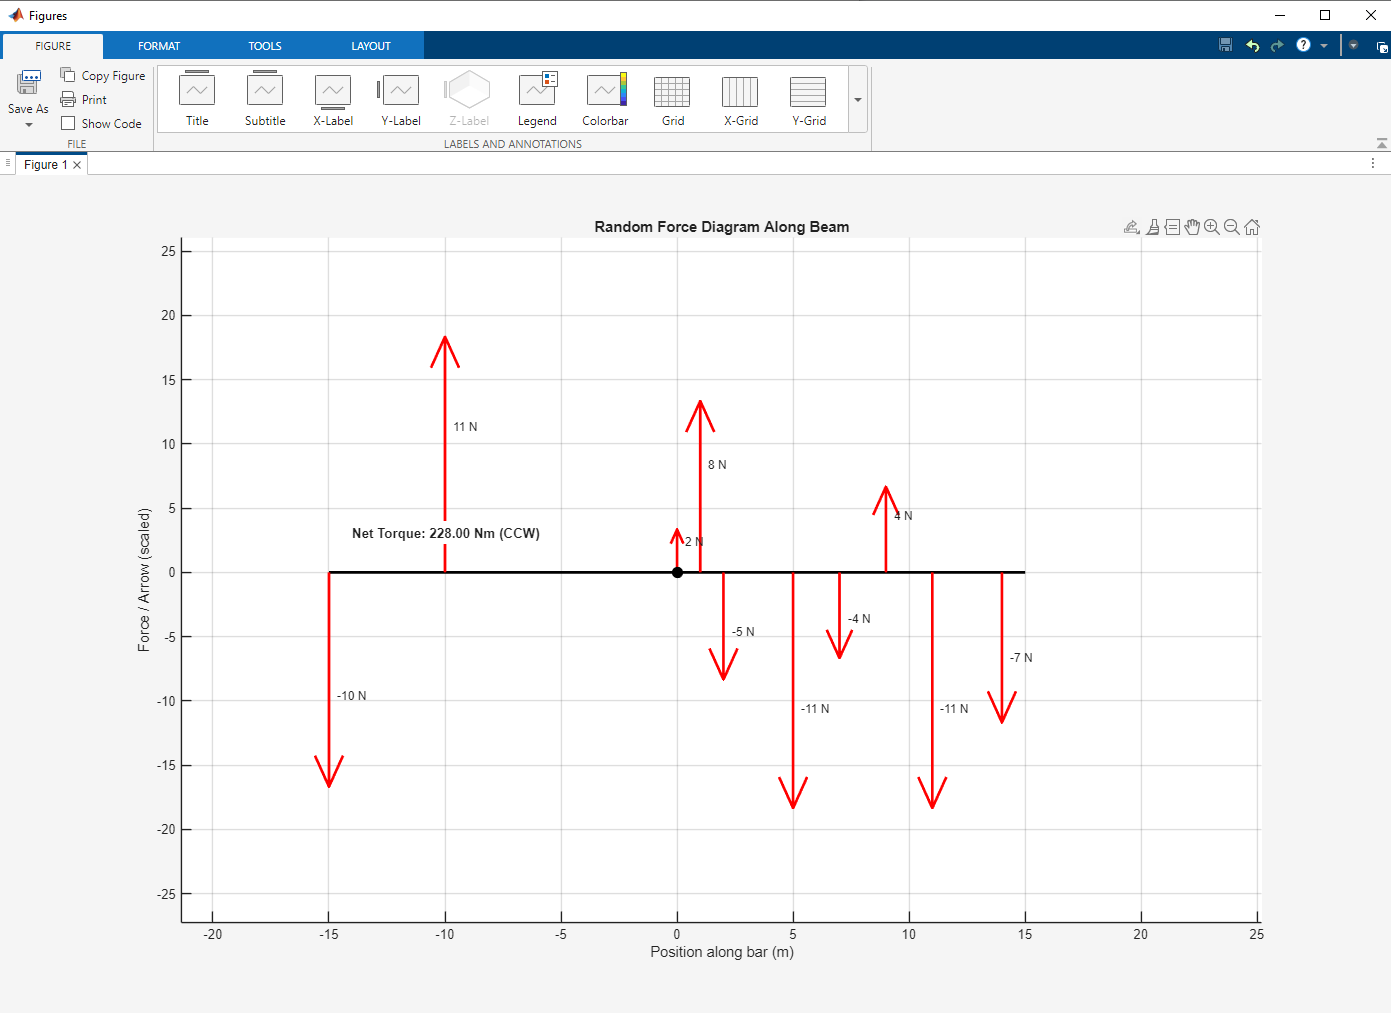 Figures
FIGURE FORMAT TOOLS LAYOUT
Save As
Copy Figure
Print
Show Code
FILE
Title Subtitle X-Label Y-Label Z-Label Legend Colorbar Grid X-Grid Y-Grid
LABELS AND ANNOTATIONS
Figure 1
Random Force Diagram Along Beam
Force / Arrow (scaled)
25
20
15
10
5
0
-5
-10
-15
-20
-25
11 N
8 N
4 N
Net Torque: 228.00 Nm (CCW)
2 N
-4 N
-5 N
-7 N
-10 N
-11 N
-11 N
-20 -15 -10 -5 0 5 10 15 20 25
Position along bar (m)